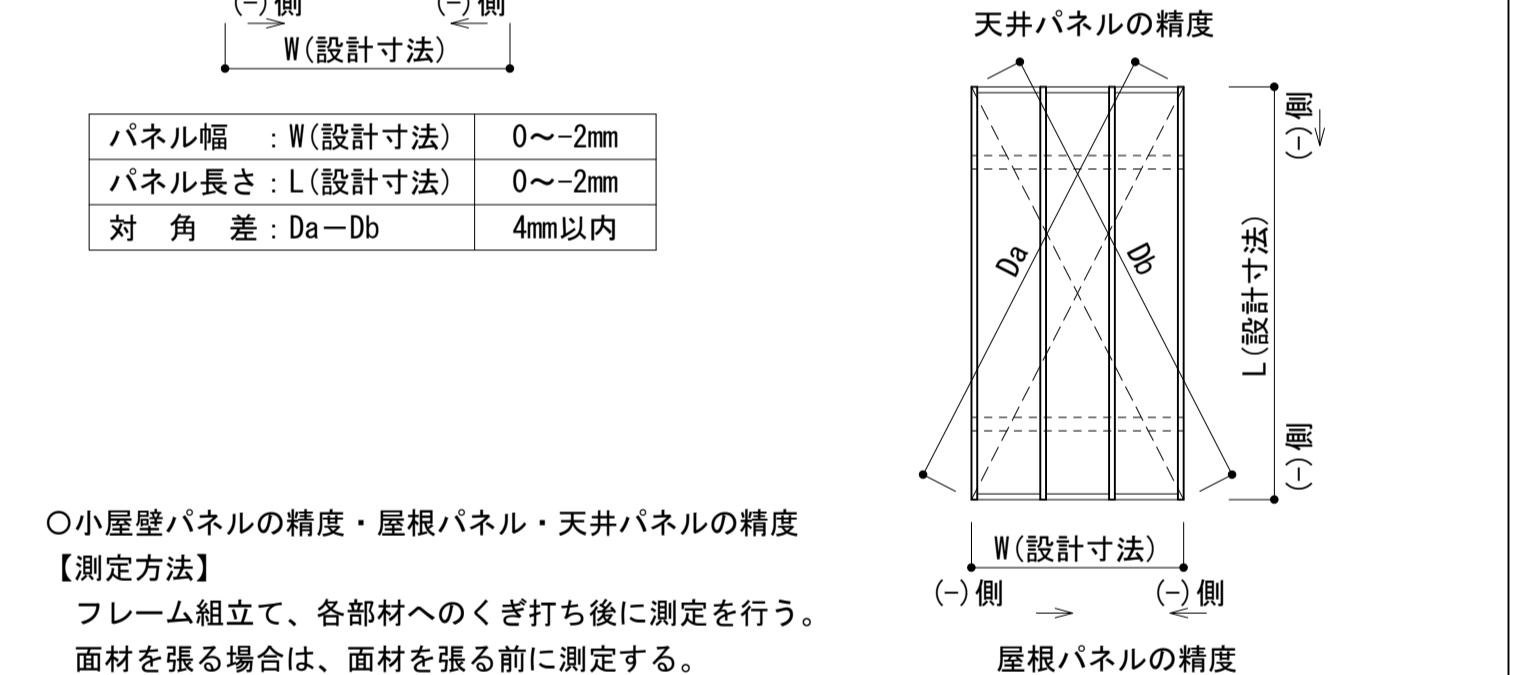 (-)側 (-)側
W(設計寸法)
パネル幅 :W(設計寸法) 0～-2㎜
パネル長さ:L(設計寸法) 0～-2㎜
対 角 差:Da－Db 4㎜以内
〇小屋壁パネルの精度・屋根パネル・天井パネルの精度
【測定方法】
フレーム組立て、各部材へのくぎ打ち後に測定を行う。
面材を張る場合は、面材を張る前に測定する。
天井パネルの精度
(-)側
Da
Db
L(設計寸法)
(-)側
W(設計寸法)
(-)側 (-)側
屋根パネルの精度